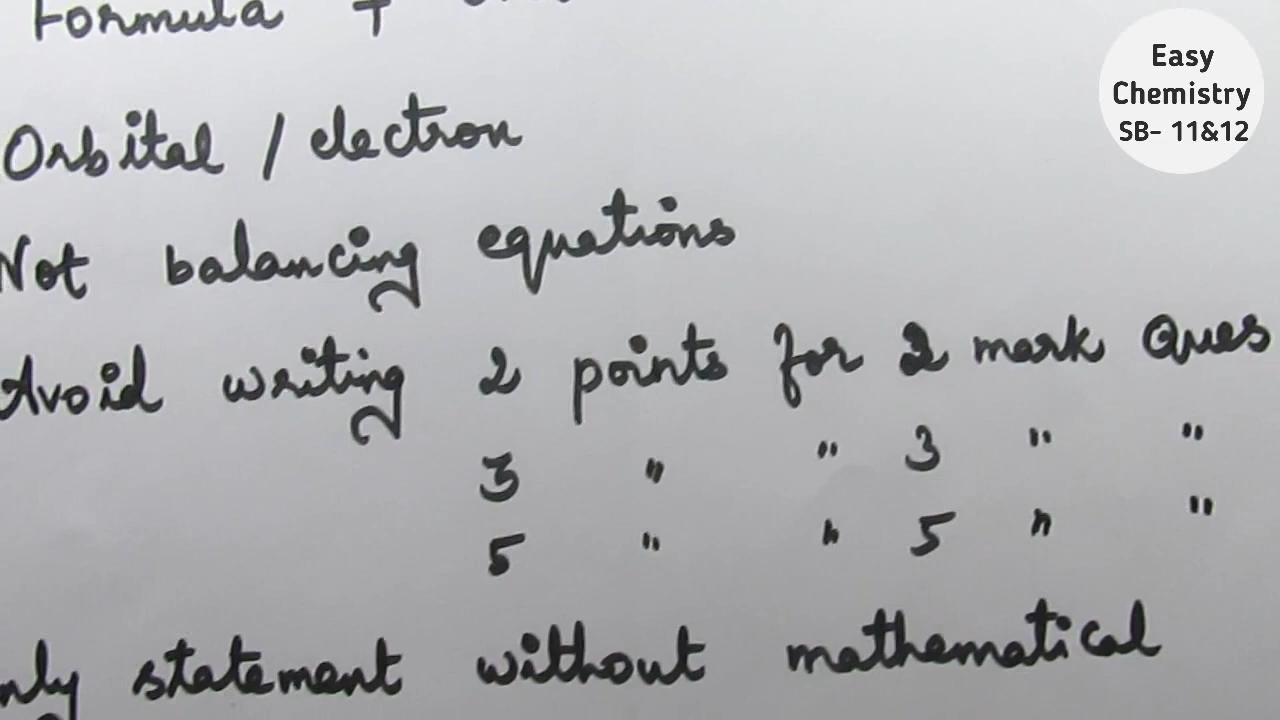 Formula +
Orbital / electron
Not balancing equations
Avoid writing 2 points for 2 mark Ques
3 " " 3 " "
5 " " 5 " "
statement without mathematical
Easy
Chemistry
SB- 11&12